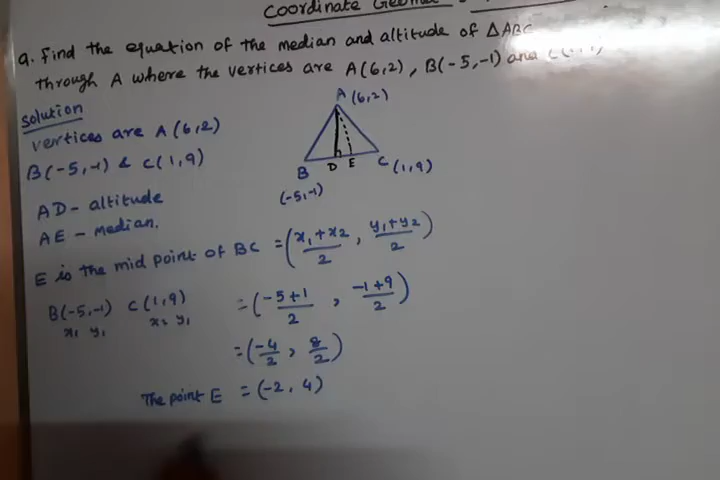 Coordinate
Q. Find the equation of the median and altitude of ΔABC
through A where the vertices are A(6,2), B(-5,-1) and
Solution
vertices are A(6,2)
B(-5,-1) & C(1,9)
AD - altitude
AE - Median.
A (6,2)
B D E C (1,9)
(-5,-1)
E is the mid point of BC = (x₁+x₂/2 , y₁+y₂/2)
B(-5,-1) C(1,9) = (-5+1/2 , -1+9/2)
x₁ y₁ x₂ y₁
= (-4/2 , 8/2)
The point E = (-2, 4)